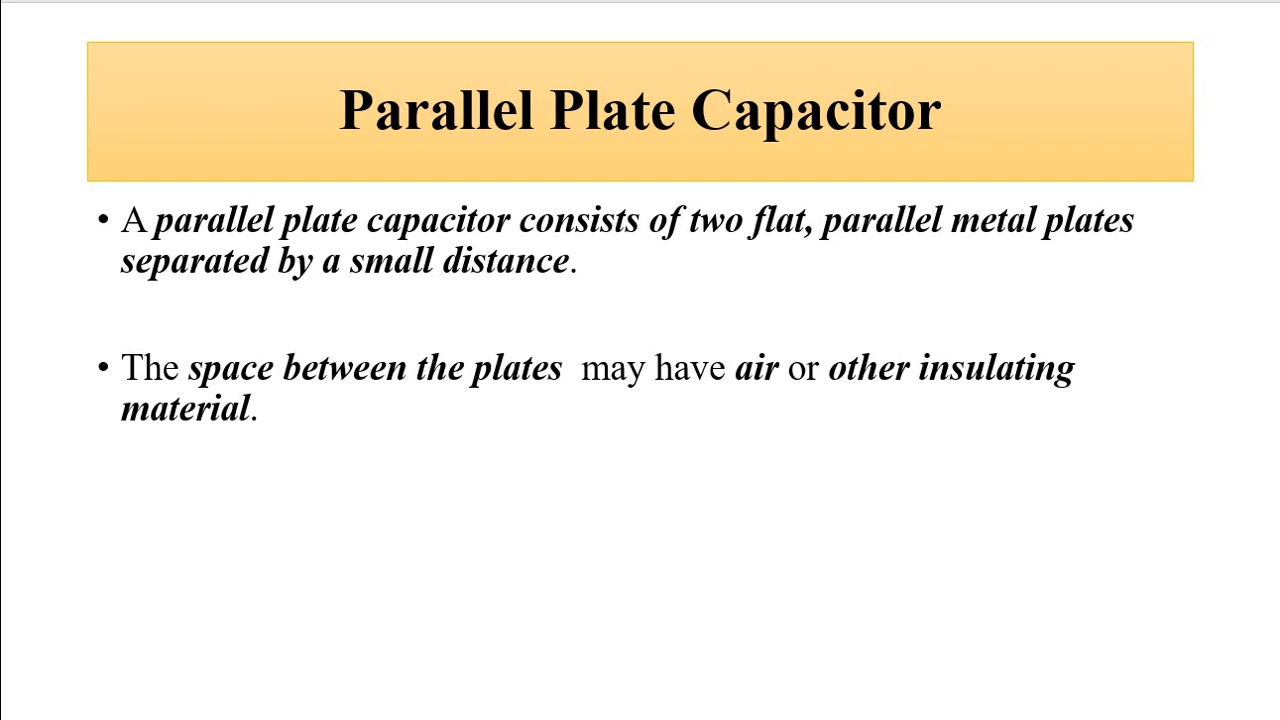 Parallel Plate Capacitor
• A parallel plate capacitor consists of two flat, parallel metal plates
separated by a small distance.
• The space between the plates  may have air or other insulating
material.